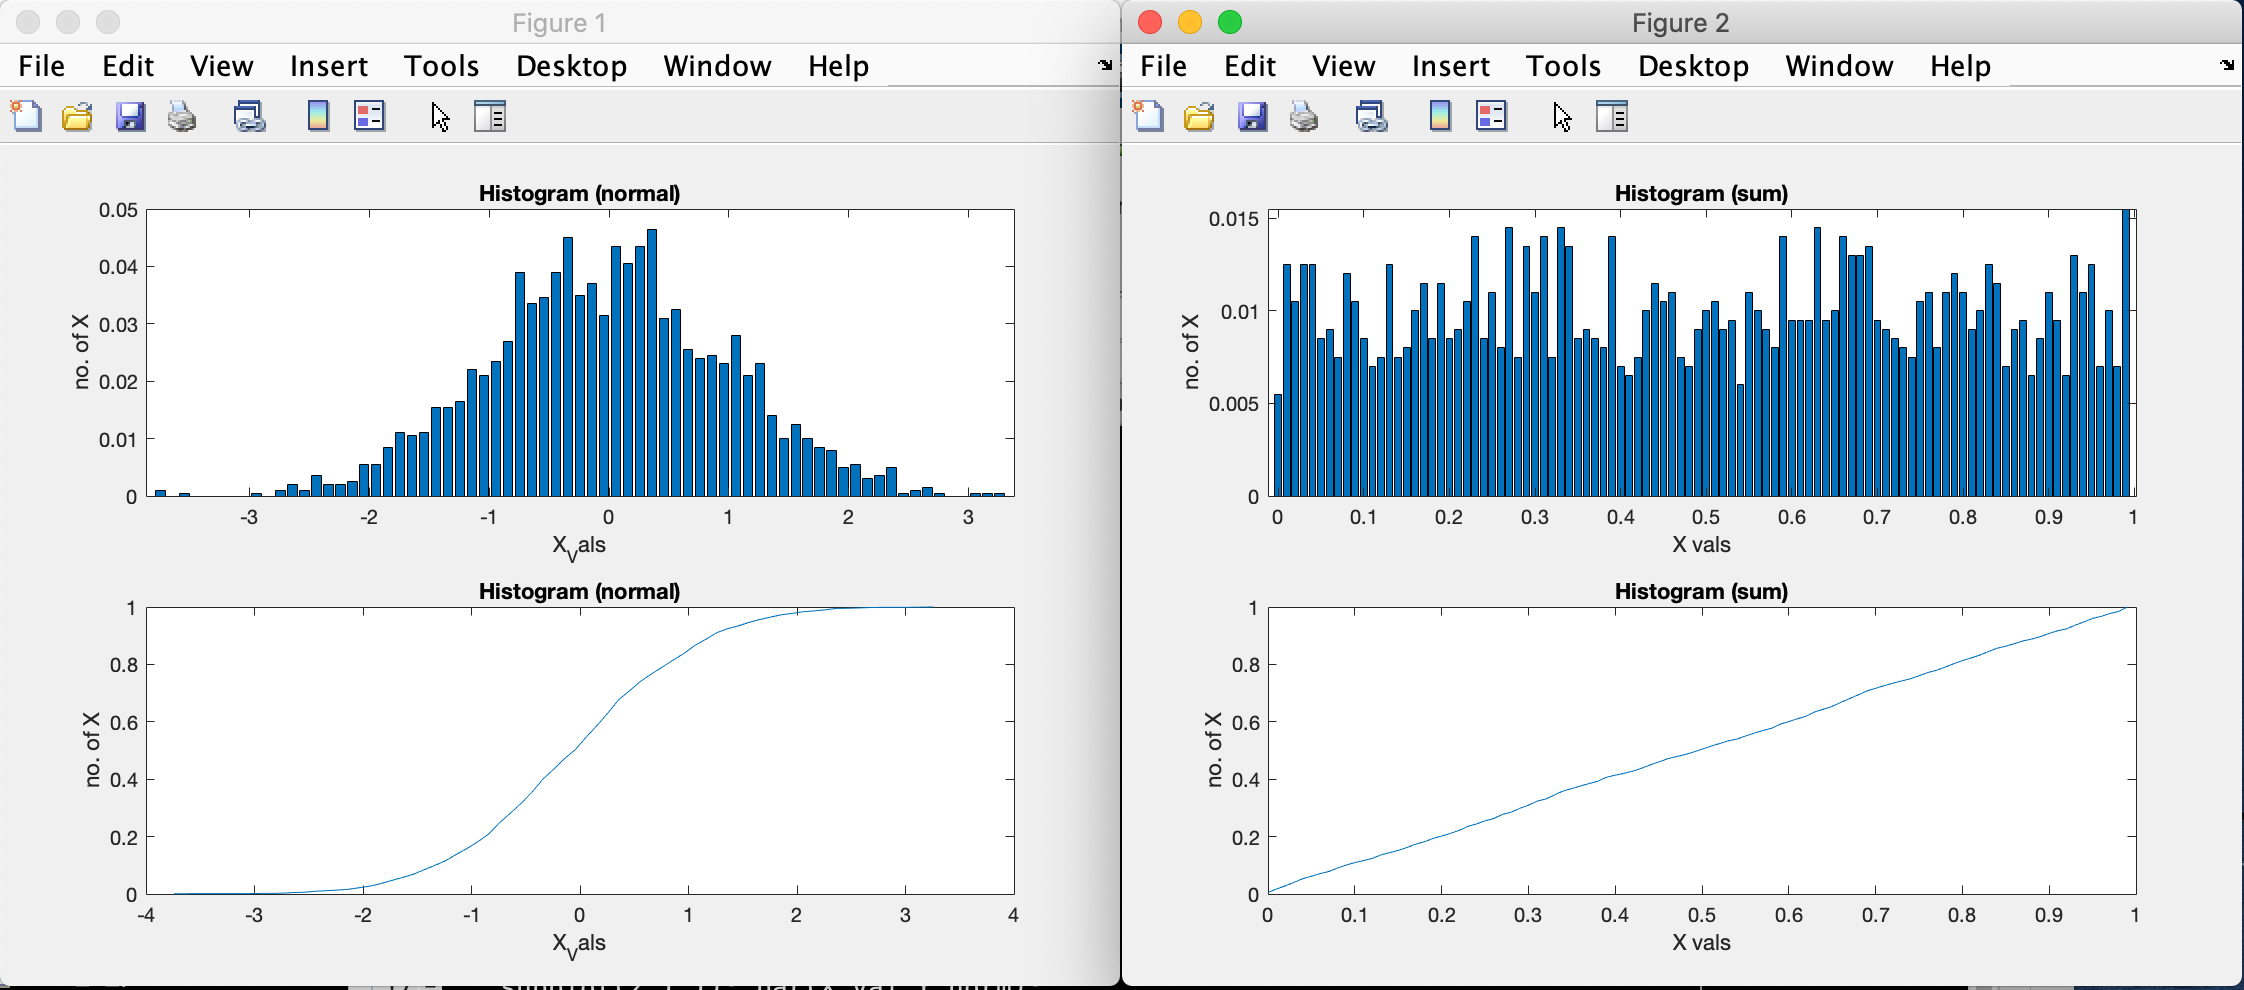 Figure 1
File Edit View Insert Tools Desktop Window Help
Histogram (normal)
0.05
0.04
0.03
0.02
0.01
0
no. of X
-3 -2 -1 0 1 2 3
X_Vals
Histogram (normal)
1
0.8
0.6
0.4
0.2
0
no. of X
-4 -3 -2 -1 0 1 2 3 4
X_Vals
Figure 2
File Edit View Insert Tools Desktop Window Help
Histogram (sum)
0.015
0.01
0.005
0
no. of X
0 0.1 0.2 0.3 0.4 0.5 0.6 0.7 0.8 0.9 1
X vals
Histogram (sum)
1
0.8
0.6
0.4
0.2
0
no. of X
0 0.1 0.2 0.3 0.4 0.5 0.6 0.7 0.8 0.9 1
X vals